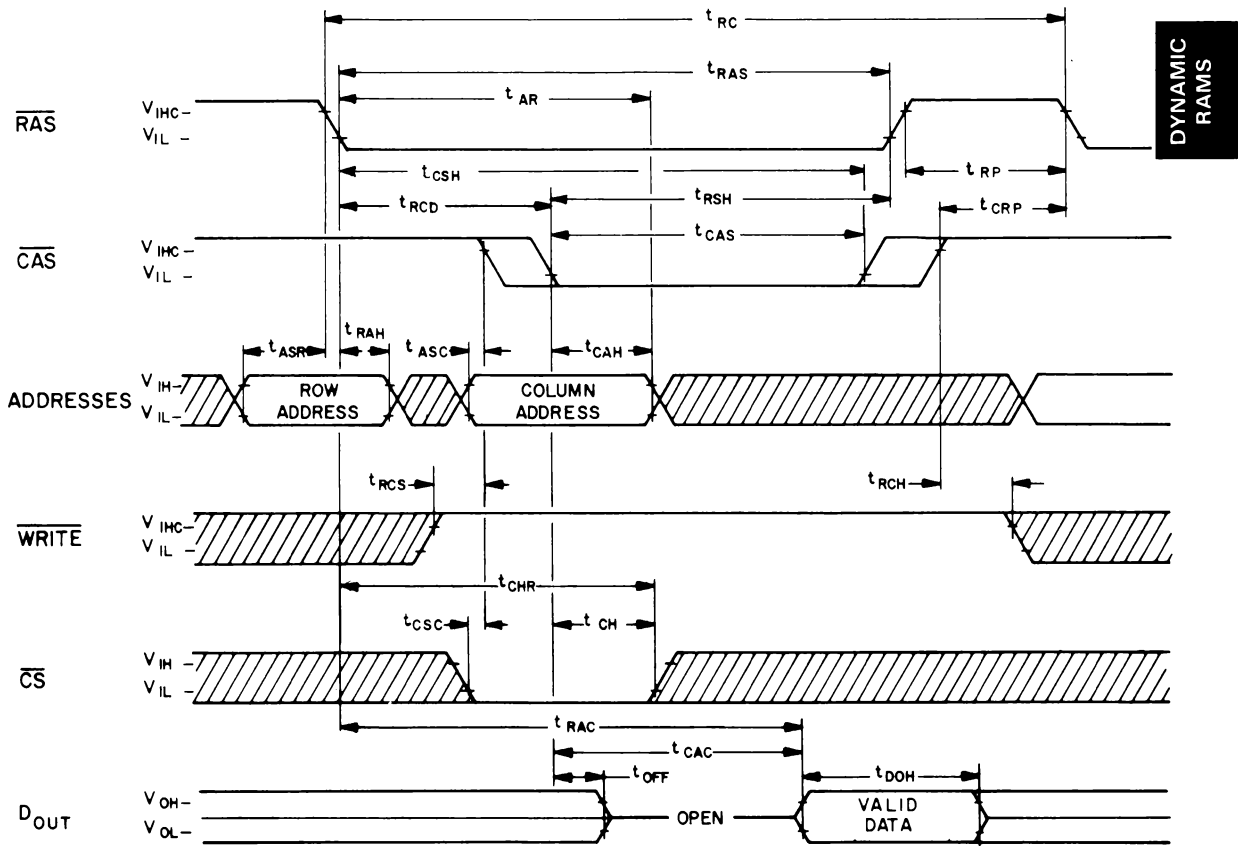 t RC
DYNAMIC
RAMS
t RAS
t AR
RAS
V IHC
V IL
t CSH
t RP
t RCD
t RSH
t CRP
CAS
V IHC
V IL
t CAS
t ASR
t RAH
t ASC
t CAH
ADDRESSES
V IH
V IL
ROW
ADDRESS
COLUMN
ADDRESS
t RCS
t RCH
WRITE
V IHC
V IL
t CHR
t CSC
t CH
CS
V IH
V IL
t RAC
t CAC
t OFF
t DOH
D OUT
V OH
V OL
OPEN
VALID
DATA